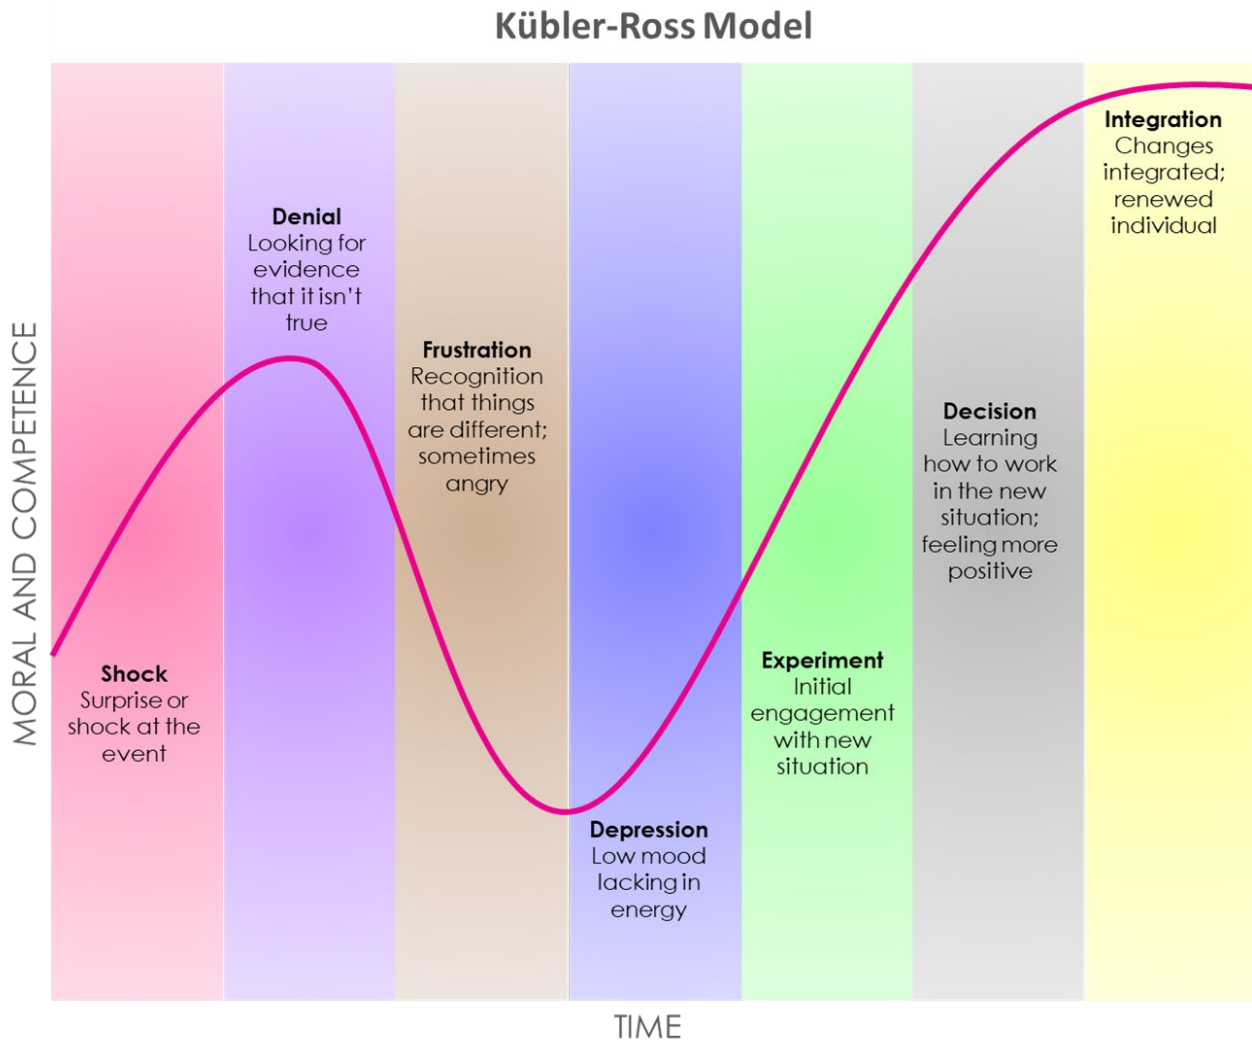 Kübler-Ross Model
MORAL AND COMPETENCE
Shock
Surprise or
shock at the
event
Denial
Looking for
evidence
that it isn't
true
Frustration
Recognition
that things
are different;
sometimes
angry
Depression
Low mood
lacking in
energy
Experiment
Initial
engagement
with new
situation
Decision
Learning
how to work
in the new
situation;
feeling more
positive
Integration
Changes
integrated;
renewed
individual
TIME